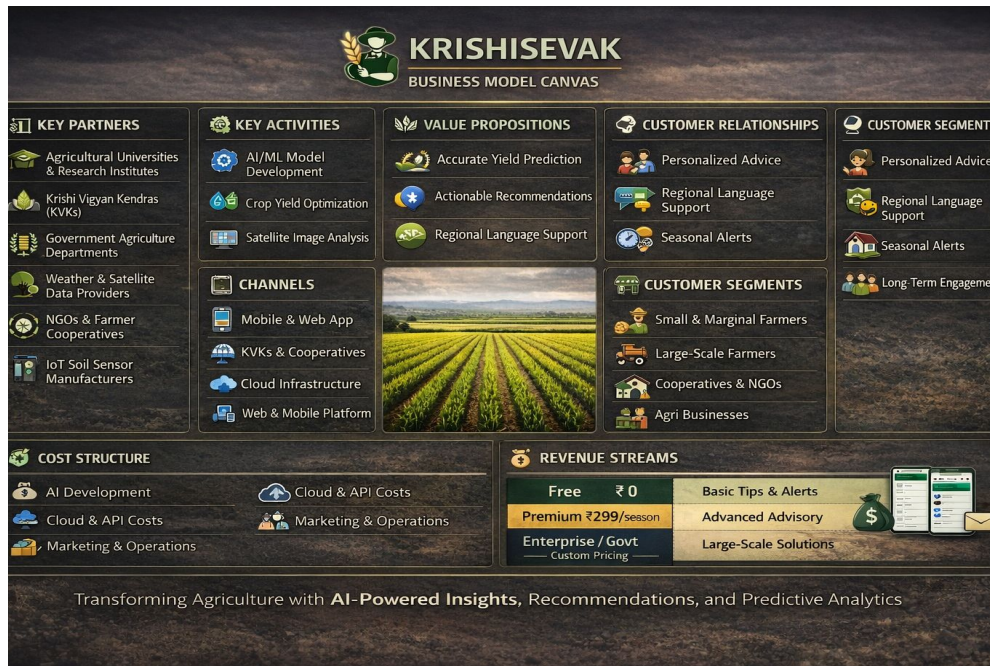 KRISHISEVAK
BUSINESS MODEL CANVAS
KEY PARTNERS
Agricultural Universities
& Research Institutes
Krishi Vigyan Kendras
(KVKs)
Government Agriculture
Departments
Weather & Satellite
Data Providers
NGOs & Farmer
Cooperatives
IoT Soil Sensor
Manufacturers
KEY ACTIVITIES
AI/ML Model
Development
Crop Yield Optimization
Satellite Image Analysis
CHANNELS
Mobile & Web App
KVKs & Cooperatives
Cloud Infrastructure
Web & Mobile Platform
VALUE PROPOSITIONS
Accurate Yield Prediction
Actionable Recommendations
Regional Language Support
CUSTOMER RELATIONSHIPS
Personalized Advice
Regional Language
Support
Seasonal Alerts
CUSTOMER SEGMENTS
Small & Marginal Farmers
Large-Scale Farmers
Cooperatives & NGOs
Agri Businesses
CUSTOMER SEGMENT
Personalized Advice
Regional Language
Support
Seasonal Alerts
Long-Term Engageme
COST STRUCTURE
AI Development
Cloud & API Costs
Marketing & Operations
Cloud & API Costs
Marketing & Operations
REVENUE STREAMS
Free ₹ 0 Basic Tips & Alerts
Premium ₹299/season Advanced Advisory
Enterprise / Govt Large-Scale Solutions
Custom Pricing
$
Transforming Agriculture with AI-Powered Insights, Recommendations, and Predictive Analytics